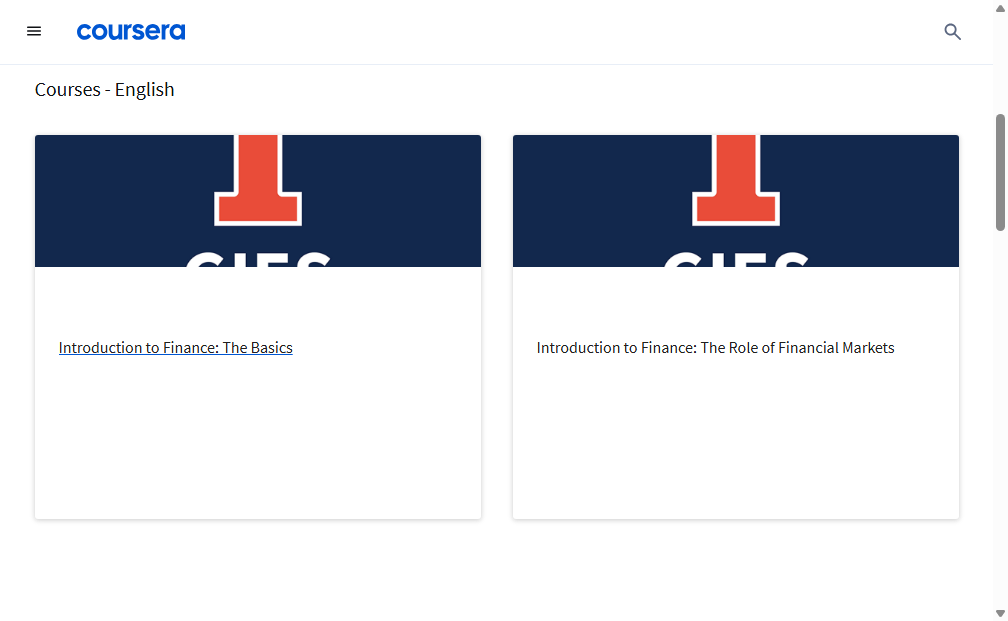 coursera
Courses - English
Introduction to Finance: The Basics
Introduction to Finance: The Role of Financial Markets